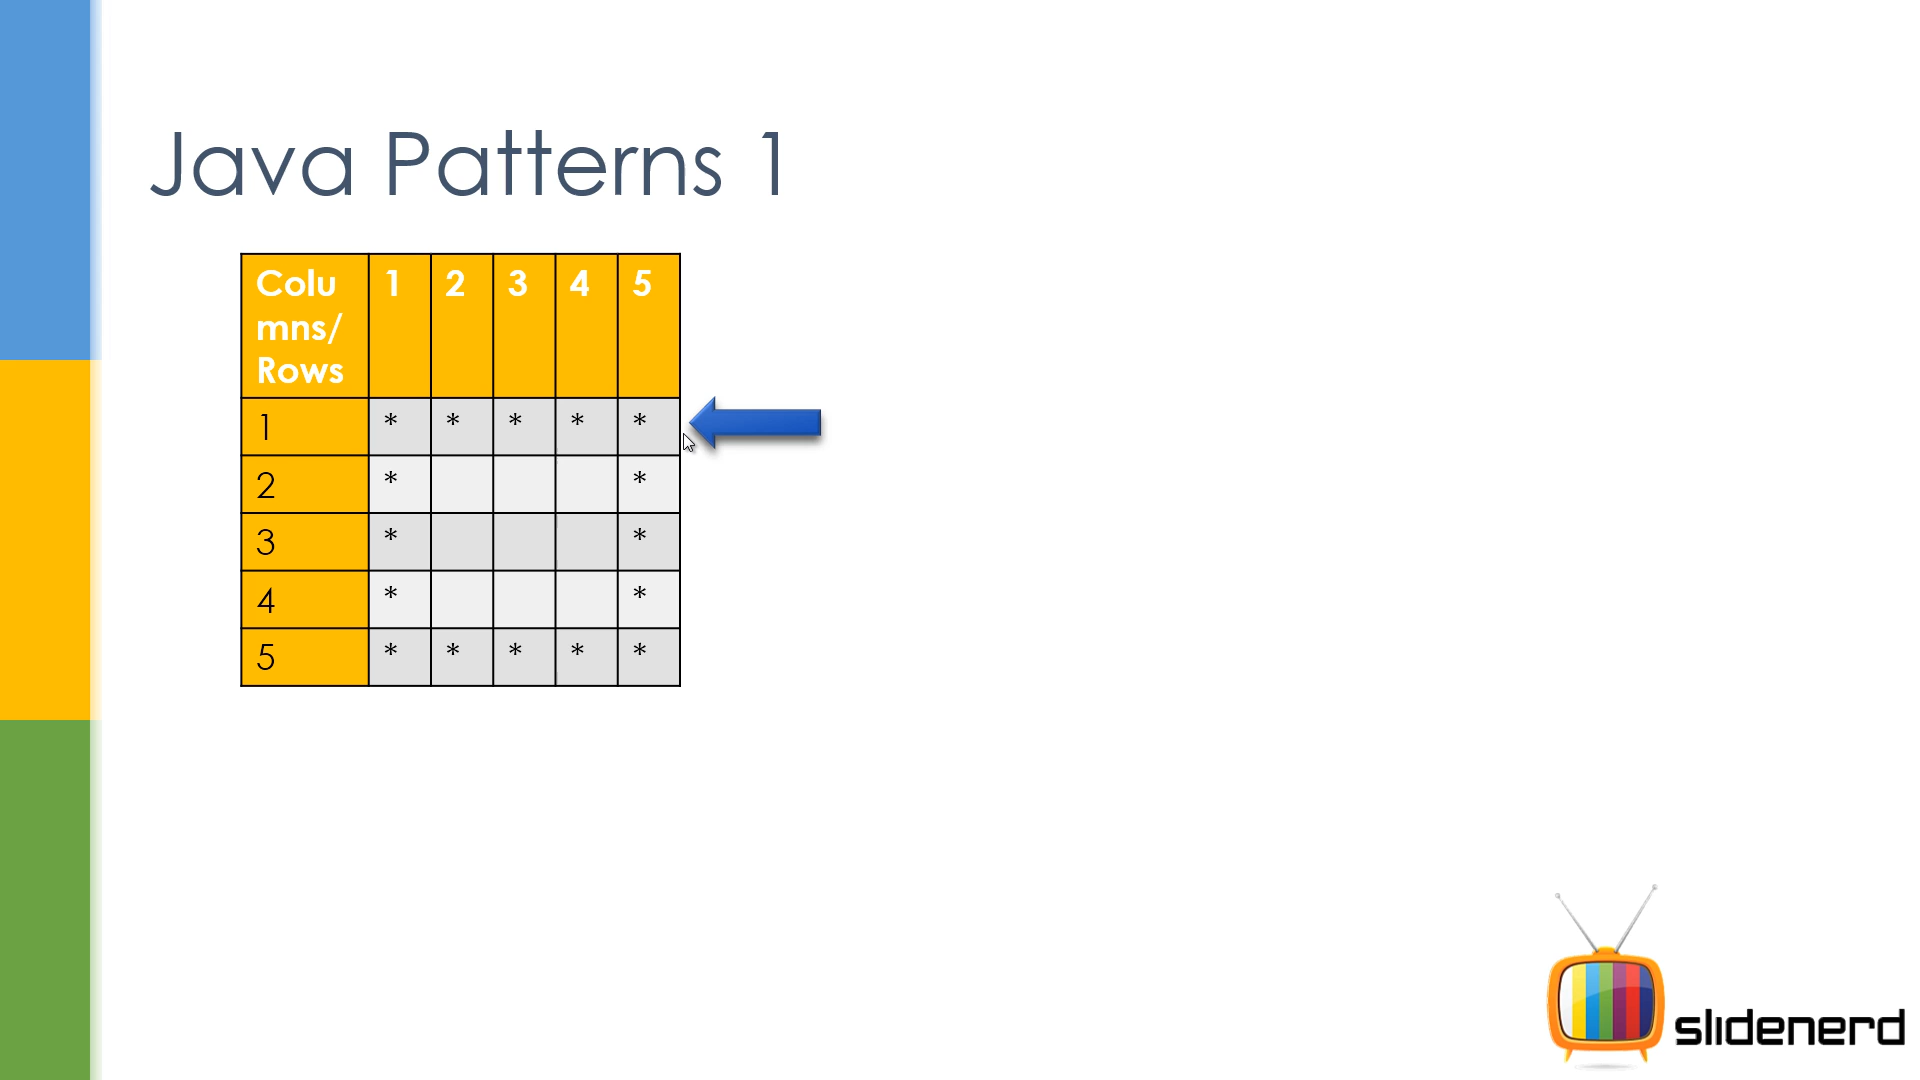 Java Patterns 1
Colu
mns/
Rows 1 2 3 4 5
1 * * * * *
2 * *
3 * *
4 * *
5 * * * * *
slidenerd